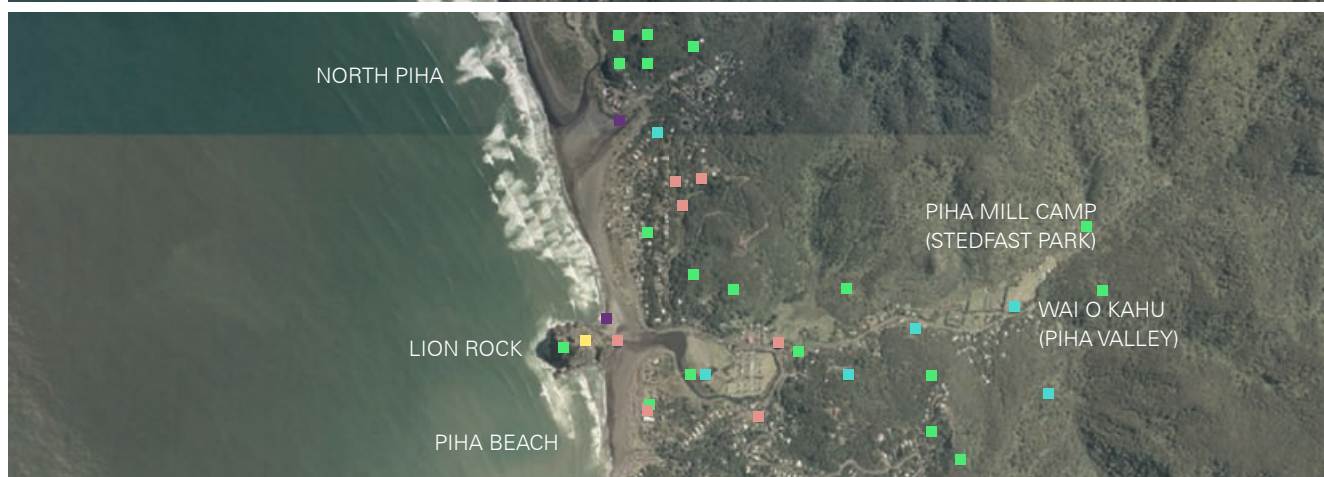 NORTH PIHA
PIHA MILL CAMP
(STEDFAST PARK)
WAI O KAHU
(PIHA VALLEY)
LION ROCK
PIHA BEACH